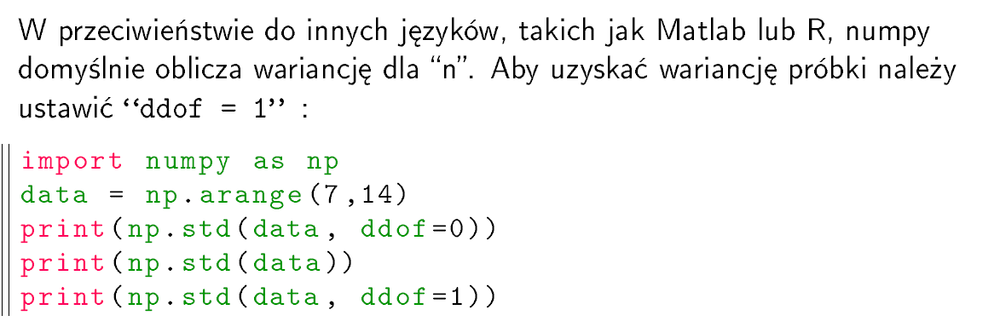 W przeciwieństwie do innych języków, takich jak Matlab lub R, numpy
domyślnie oblicza wariancję dla “n”. Aby uzyskać wariancję próbki należy
ustawić ‘‘ddof = 1’’ :
import numpy as np
data = np.arange(7,14)
print(np.std(data, ddof=0))
print(np.std(data))
print(np.std(data, ddof=1))